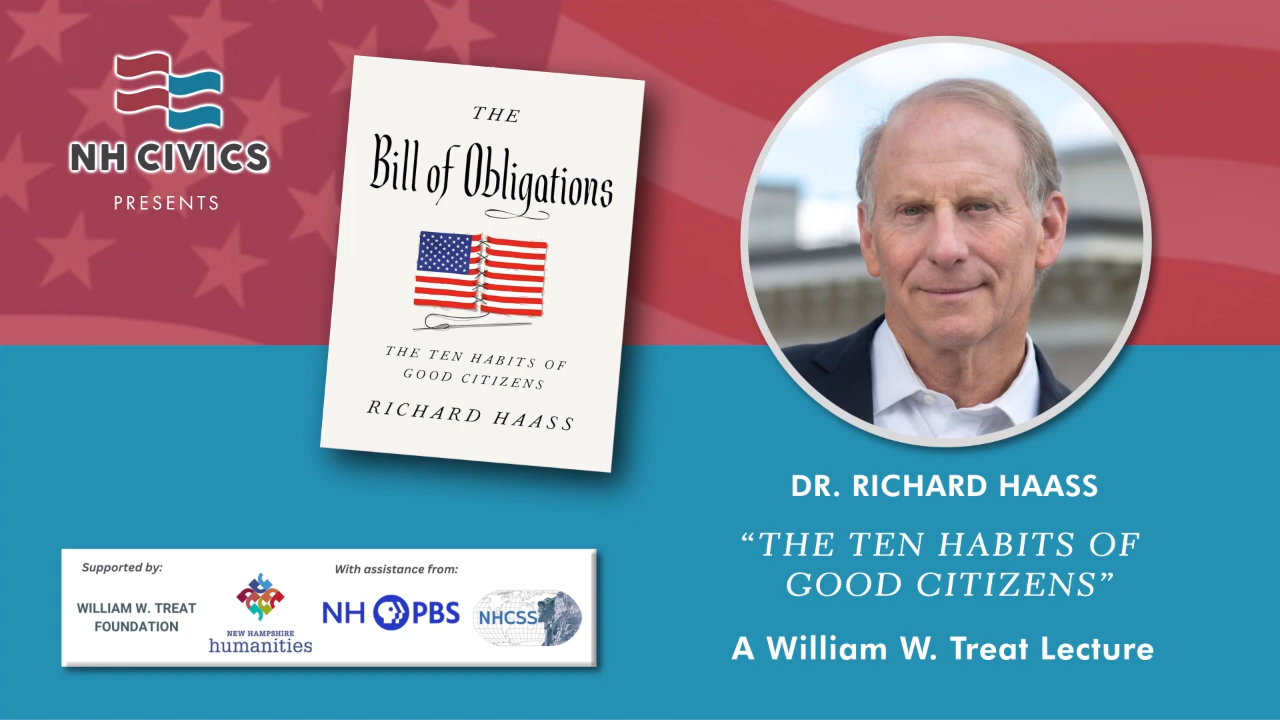 NH CIVICS
PRESENTS
THE
Bill of Obligations
THE TEN HABITS OF
GOOD CITIZENS
RICHARD HAASS
DR. RICHARD HAASS
“THE TEN HABITS OF
GOOD CITIZENS”
A William W. Treat Lecture
Supported by:
WILLIAM W. TREAT
FOUNDATION
NEW HAMPSHIRE
humanities
With assistance from:
NH PBS
NHCSS